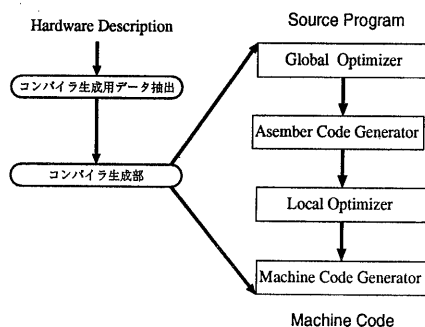 Hardware Description
コンパイラ生成用データ抽出
コンパイラ生成部
Source Program
Global Optimizer
Asember Code Generator
Local Optimizer
Machine Code Generator
Machine Code